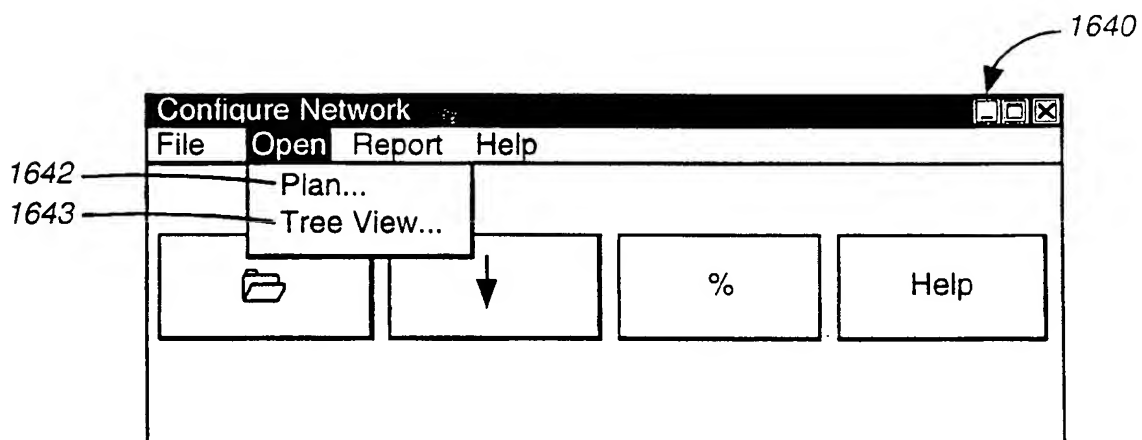 1640
Configure Network
File Open Report Help
1642 Plan...
1643 Tree View...
% Help